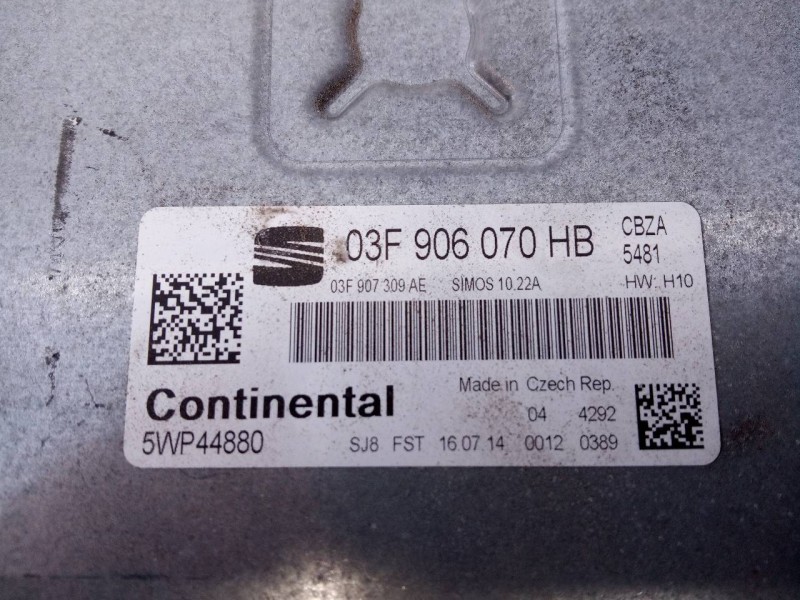 03F 906 070 HB CBZA
5481
03F 907 309 AE SIMOS 10.22A HW: H10
Continental Made in Czech Rep.
04 4292
5WP44880 SJ8 FST 16.07.14 0012 0389